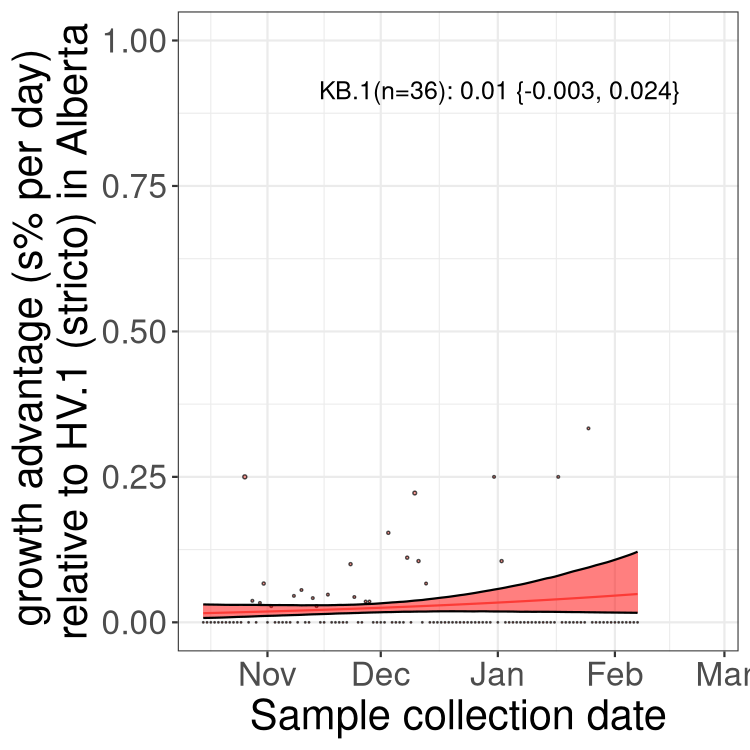 growth advantage (s% per day)
relative to HV.1 (stricto) in Alberta
1.00
KB.1(n=36): 0.01 {-0.003, 0.024}
0.75
0.50
0.25
0.00
Nov Dec Jan Feb Mar
Sample collection date